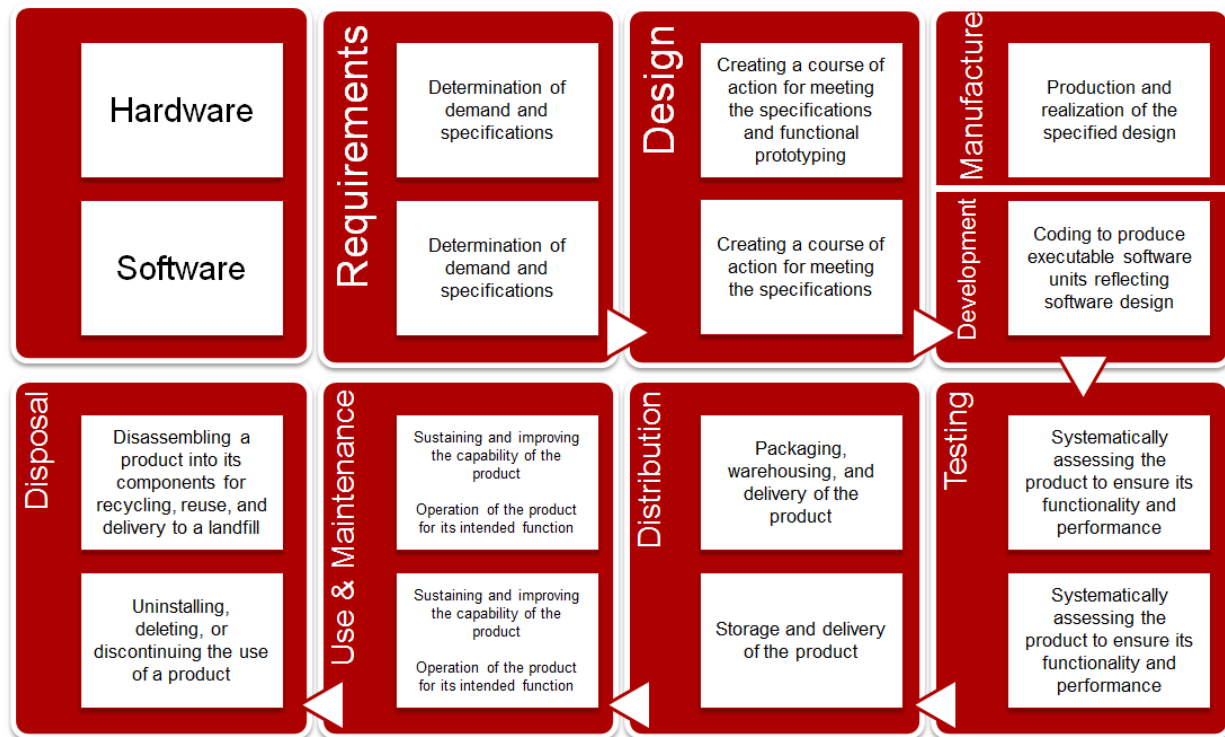 Hardware
Software
Requirements
Determination of
demand and
specifications
Determination of
demand and
specifications
Design
Creating a course of
action for meeting
the specifications
and functional
prototyping
Creating a course of
action for meeting
the specifications
Manufacture
Production and
realization of the
specified design
Development
Coding to produce
executable software
units reflecting
software design
Disposal
Disassembling a
product into its
components for
recycling, reuse, and
delivery to a landfill
Uninstalling,
deleting, or
discontinuing the use
of a product
Use & Maintenance
Sustaining and improving
the capability of the
product
Operation of the product
for its intended function
Sustaining and improving
the capability of the
product
Operation of the product
for its intended function
Distribution
Packaging,
warehousing, and
delivery of the
product
Storage and delivery
of the product
Testing
Systematically
assessing the
product to ensure its
functionality and
performance
Systematically
assessing the
product to ensure its
functionality and
performance